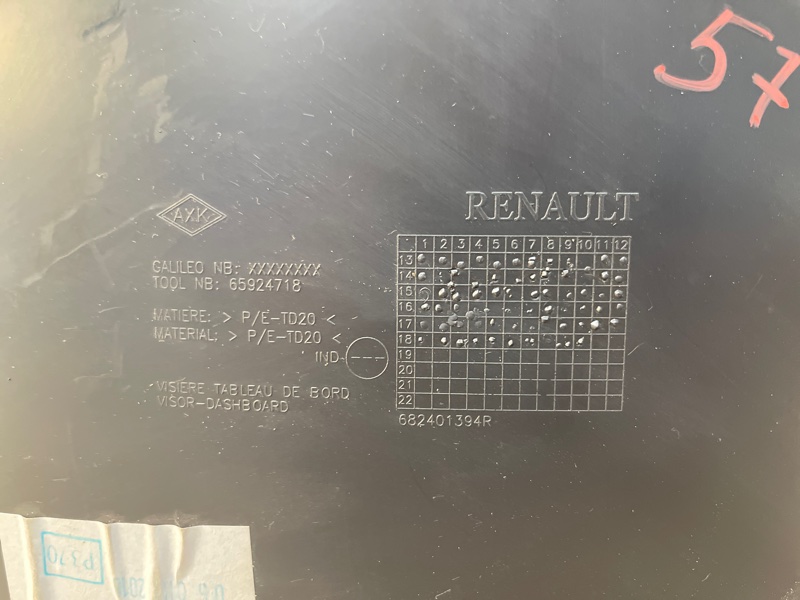 57
AXK
RENAULT
GALILEO NB: XXXXXXXX
TOOL NB: 65924718
MATIERE: > P/E-TD20 <
MATERIAL: > P/E-TD20 <
IND ---
VISIERE TABLEAU DE BORD
VISOR-DASHBOARD
1 2 3 4 5 6 7 8 9 10 11 12
13
14
15
16
17
18
19
20
21
22
682401394R
P370